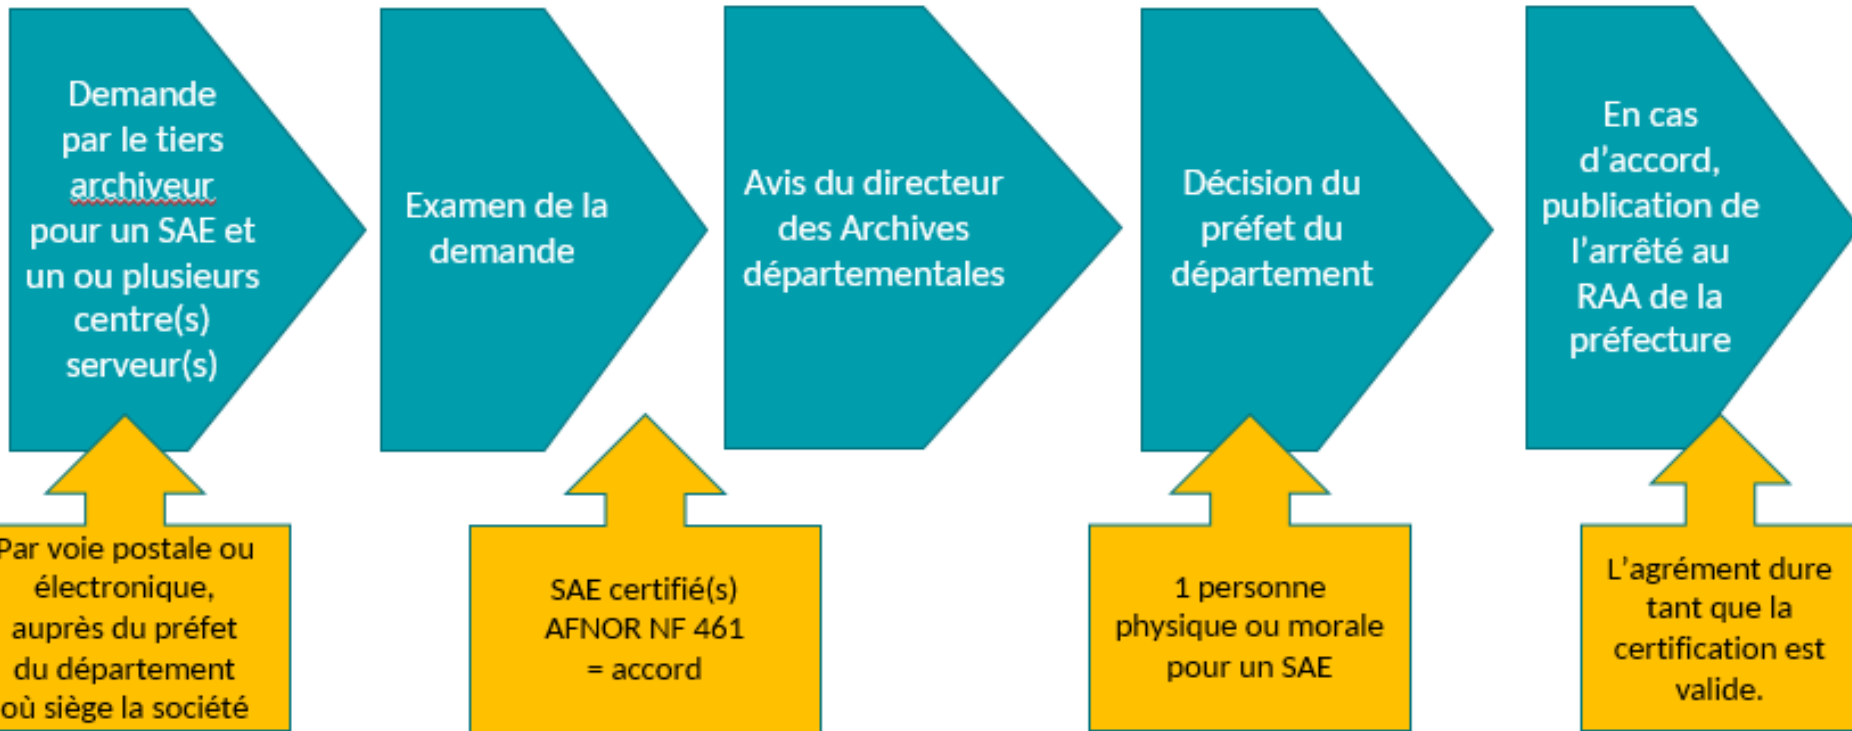 Demande
par le tiers
archiveur
pour un SAE et
un ou plusieurs
centre(s)
serveur(s)
Examen de la
demande
Avis du directeur
des Archives
départementales
Décision du
préfet du
département
En cas
d’accord,
publication de
l’arrêté au
RAA de la
préfecture
Par voie postale ou
électronique,
auprès du préfet
du département
où siège la société
SAE certifié(s)
AFNOR NF 461
= accord
1 personne
physique ou morale
pour un SAE
L’agrément dure
tant que la
certification est
valide.